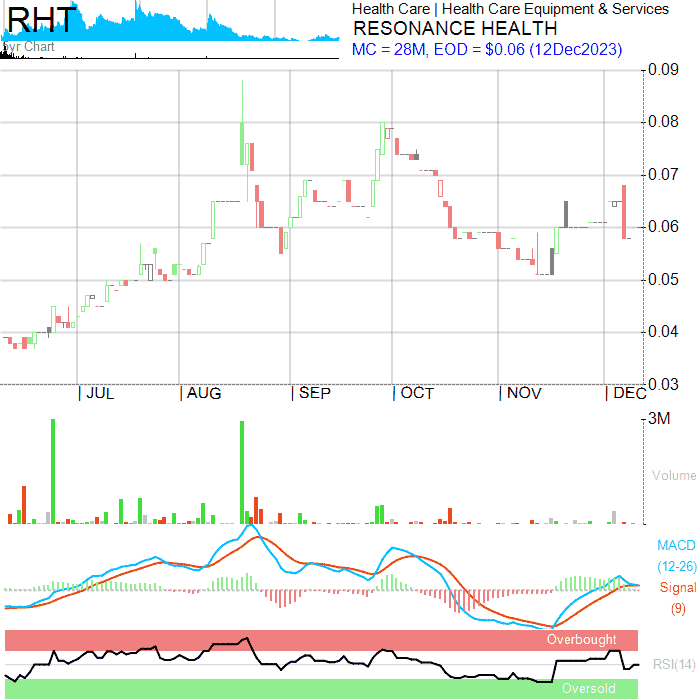 RHT
5yr Chart
Health Care | Health Care Equipment & Services
RESONANCE HEALTH
MC = 28M, EOD = $0.06 (12Dec2023)
0.09
0.08
0.07
0.06
0.05
0.04
0.03
| JUL | AUG | SEP | OCT | NOV | DEC
3M
Volume
MACD
(12-26)
Signal
(9)
Overbought
RSI(14)
Oversold